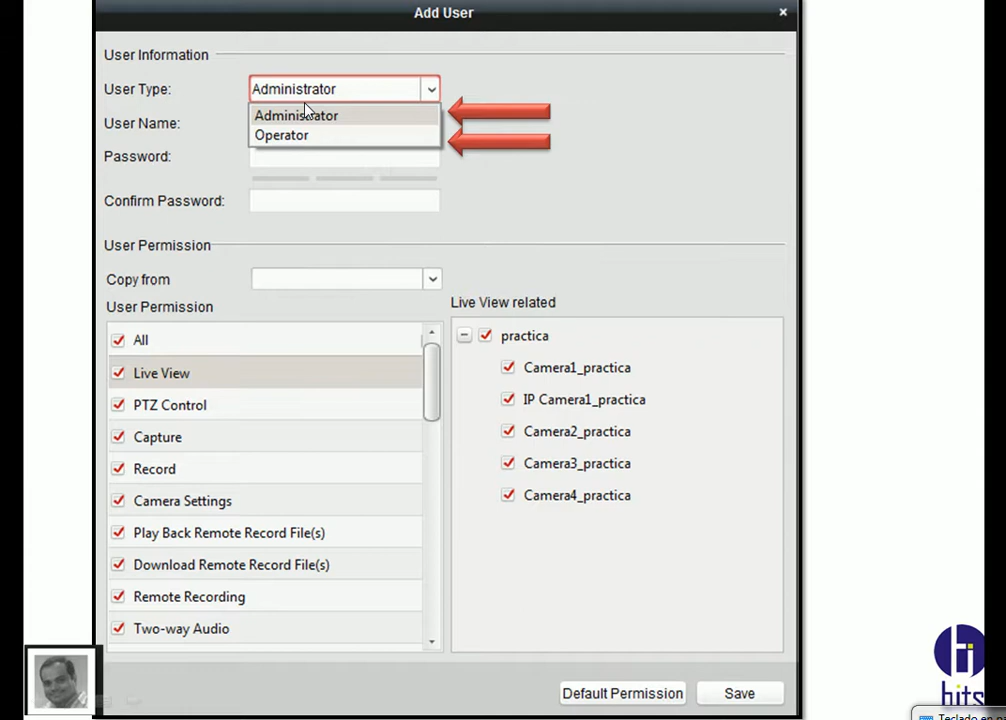 Add User
User Information
User Type: Administrator
Administrator
User Name:
Operator
Password:
Confirm Password:
User Permission
Copy from
User Permission
Live View related
All
Live View
PTZ Control
Capture
Record
Camera Settings
Play Back Remote Record File(s)
Download Remote Record File(s)
Remote Recording
Two-way Audio
practica
Camera1_practica
IP Camera1_practica
Camera2_practica
Camera3_practica
Camera4_practica
Default Permission
Save
hits
Teclado en